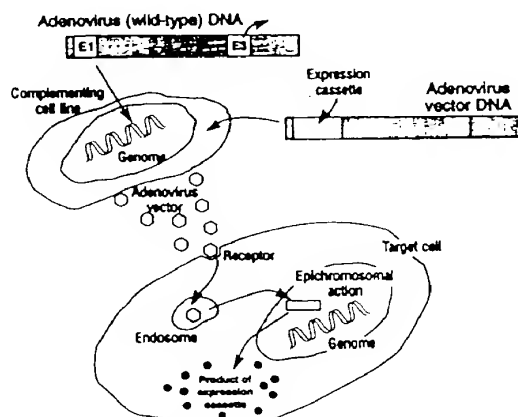 Adenovirus (wild-type) DNA
E1
E3
Complementing
cell line
Expression
cassette
Adenovirus
vector DNA
Genome
Adenovirus
vector
Receptor
Target cell
Epichromosomal
action
Endosome
Genome
Product of
expression
cassette